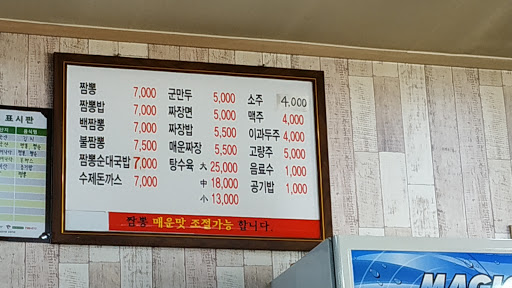 짬뽕 7,000 군만두 5,000 소주 4,000
짬뽕밥 7,000 짜장면 5,000 맥주 4,000
백짬뽕 7,000 짜장밥 5,500 이과두주 4,000
불짬뽕 7,500 매운짜장 5,500 고량주 5,000
짬뽕순대국밥 7,000 탕수육 大 25,000 음료수 1,000
수제돈까스 7,000 中 18,000 공기밥 1,000
小 13,000
짬뽕 매운맛 조절가능 합니다.
표시판
MAGIC